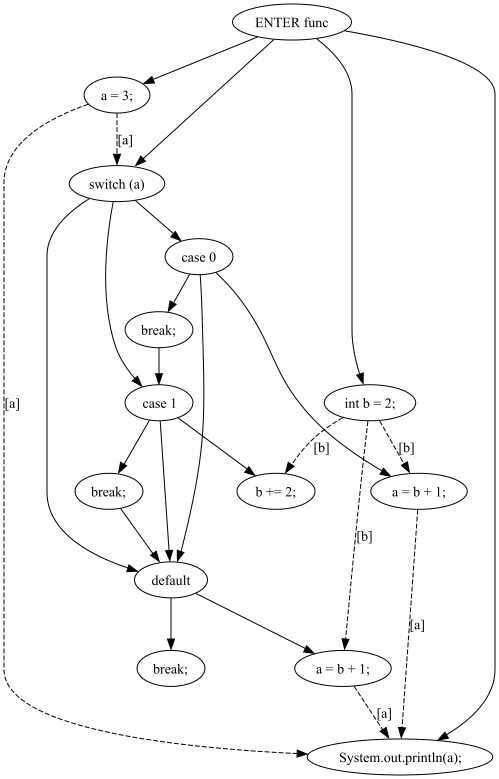 ENTER func
a = 3;
[a]
switch (a)
case 0
break;
[a]
case 1
int b = 2;
[b]
[b]
break;
b += 2;
a = b + 1;
[b]
default
[a]
break;
a = b + 1;
[a]
System.out.println(a);